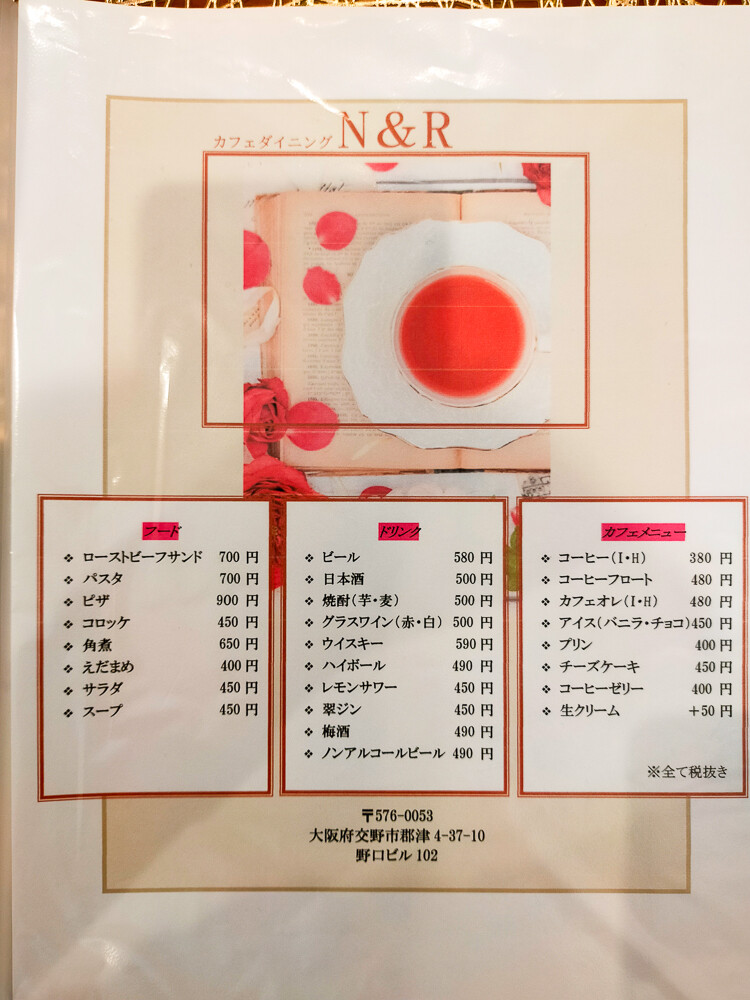 カフェダイニング N&R
フード
ローストビーフサンド 700 円
パスタ 700 円
ピザ 900 円
コロッケ 450 円
角煮 650 円
えだまめ 400 円
サラダ 450 円
スープ 450 円
ドリンク
ビール 580 円
日本酒 500 円
焼酎(芋・麦) 500 円
グラスワイン(赤・白) 500 円
ウイスキー 590 円
ハイボール 490 円
レモンサワー 450 円
翠ジン 450 円
梅酒 490 円
ノンアルコールビール 490 円
カフェメニュー
コーヒー(I・H) 380 円
コーヒーフロート 480 円
カフェオレ(I・H) 480 円
アイス(バニラ・チョコ) 450 円
プリン 400 円
チーズケーキ 450 円
コーヒーゼリー 400 円
生クリーム +50 円
※全て税抜き
〒576-0053
大阪府交野市郡津 4-37-10
野口ビル 102